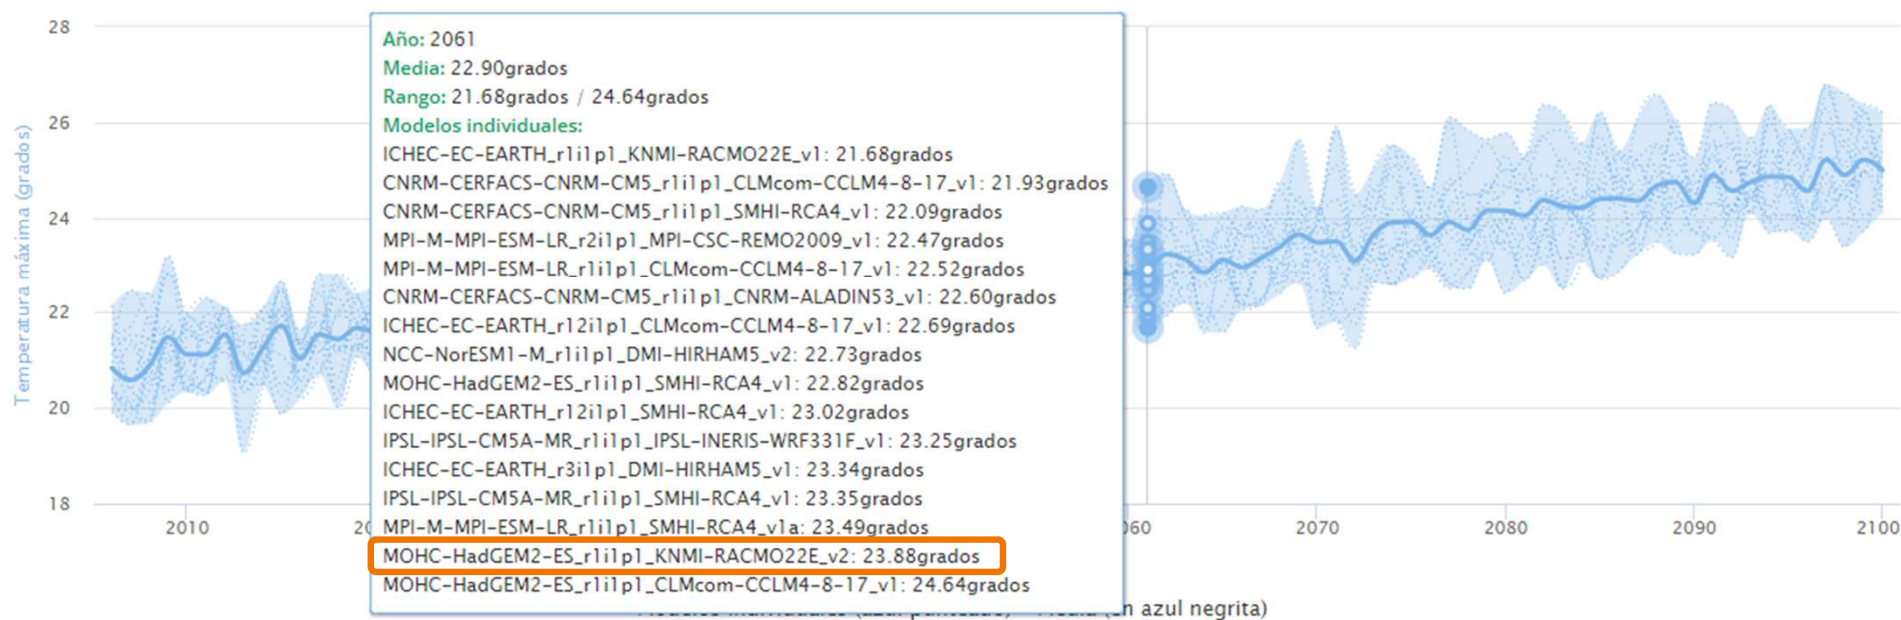 28
26
24
22
20
18
Temperatura máxima (grados)
Año: 2061
Media: 22.90grados
Rango: 21.68grados / 24.64grados
Modelos individuales:
ICHEC-EC-EARTH_r1i1p1_KNMI-RACMO22E_v1: 21.68grados
CNRM-CERFACS-CNRM-CM5_r1i1p1_CLMcom-CCLM4-8-17_v1: 21.93grados
CNRM-CERFACS-CNRM-CM5_r1i1p1_SMHI-RCA4_v1: 22.09grados
MPI-M-MPI-ESM-LR_r2i1p1_MPI-CSC-REMO2009_v1: 22.47grados
MPI-M-MPI-ESM-LR_r1i1p1_CLMcom-CCLM4-8-17_v1: 22.52grados
CNRM-CERFACS-CNRM-CM5_r1i1p1_CNRM-ALADIN53_v1: 22.60grados
ICHEC-EC-EARTH_r12i1p1_CLMcom-CCLM4-8-17_v1: 22.69grados
NCC-NorESM1-M_r1i1p1_DMI-HIRHAM5_v2: 22.73grados
MOHC-HadGEM2-ES_r1i1p1_SMHI-RCA4_v1: 22.82grados
ICHEC-EC-EARTH_r12i1p1_SMHI-RCA4_v1: 23.02grados
IPSL-IPSL-CM5A-MR_r1i1p1_IPSL-INERIS-WRF331F_v1: 23.25grados
ICHEC-EC-EARTH_r3i1p1_DMI-HIRHAM5_v1: 23.34grados
IPSL-IPSL-CM5A-MR_r1i1p1_SMHI-RCA4_v1: 23.35grados
MPI-M-MPI-ESM-LR_r1i1p1_SMHI-RCA4_v1a: 23.49grados
MOHC-HadGEM2-ES_r1i1p1_KNMI-RACMO22E_v2: 23.88grados
MOHC-HadGEM2-ES_r1i1p1_CLMcom-CCLM4-8-17_v1: 24.64grados
2010 2070 2080 2090 2100
azul negrita)